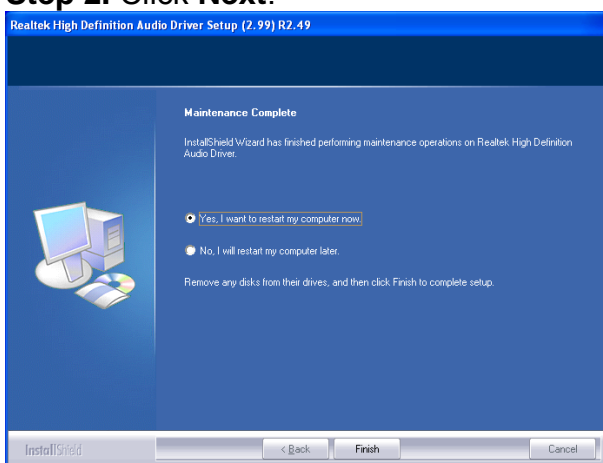 Step 2. Click Next.
Realtek High Definition Audio Driver Setup (2.99) R2.49
Maintenance Complete
InstallShield Wizard has finished performing maintenance operations on Realtek High Definition
Audio Driver.
Yes, I want to restart my computer now.
No, I will restart my computer later.
Remove any disks from their drives, and then click Finish to complete setup.
InstallShield
< Back
Finish
Cancel